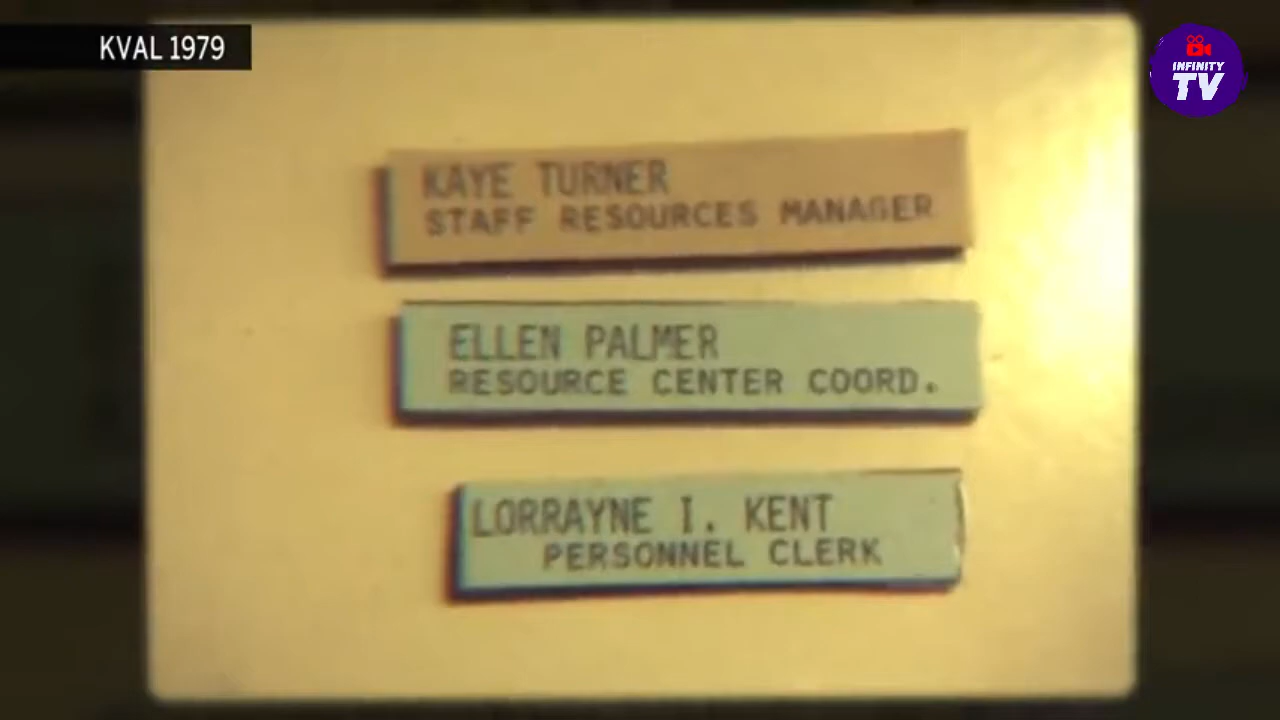 KVAL 1979
INFINITY
TV
KAYE TURNER
STAFF RESOURCES MANAGER
ELLEN PALMER
RESOURCE CENTER COORD.
LORRAYNE I. KENT
PERSONNEL CLERK